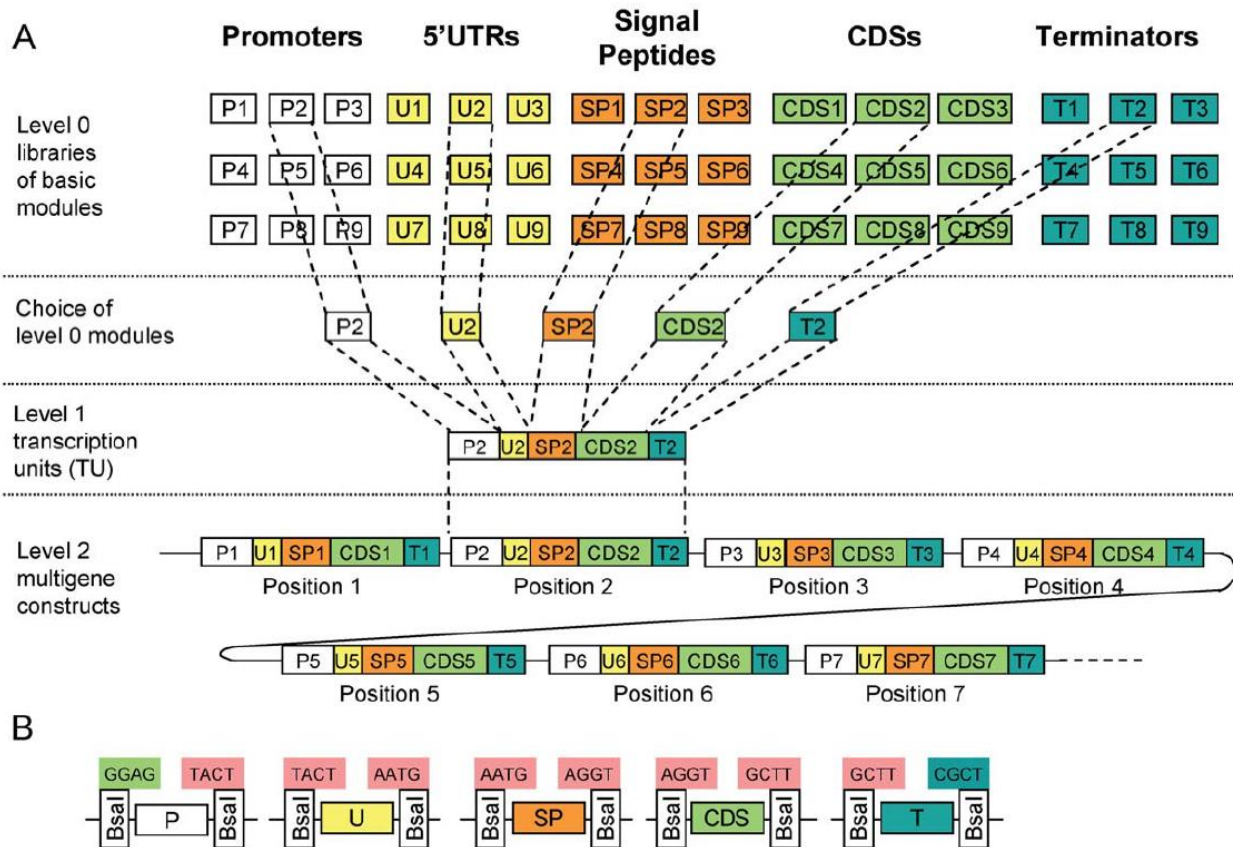 A
Promoters 5'UTRs Signal Peptides CDSs Terminators
Level 0 libraries of basic modules
P1 P2 P3 U1 U2 U3 SP1 SP2 SP3 CDS1 CDS2 CDS3 T1 T2 T3
P4 P5 P6 U4 U5 U6 SP4 SP5 SP6 CDS4 CDS5 CDS6 T4 T5 T6
P7 P8 P9 U7 U8 U9 SP7 SP8 SP9 CDS7 CDS8 CDS9 T7 T8 T9
Choice of level 0 modules
P2 U2 SP2 CDS2 T2
Level 1 transcription units (TU)
P2 U2 SP2 CDS2 T2
Level 2 multigene constructs
P1 U1 SP1 CDS1 T1 P2 U2 SP2 CDS2 T2 P3 U3 SP3 CDS3 T3 P4 U4 SP4 CDS4 T4
Position 1 Position 2 Position 3 Position 4
P5 U5 SP5 CDS5 T5 P6 U6 SP6 CDS6 T6 P7 U7 SP7 CDS7 T7
Position 5 Position 6 Position 7
B
GGAG TACT TACT AATG AATG AGGT AGGT GCTT GCTT CGCT
BsaI P BsaI BsaI U BsaI BsaI SP BsaI BsaI CDS BsaI BsaI T BsaI